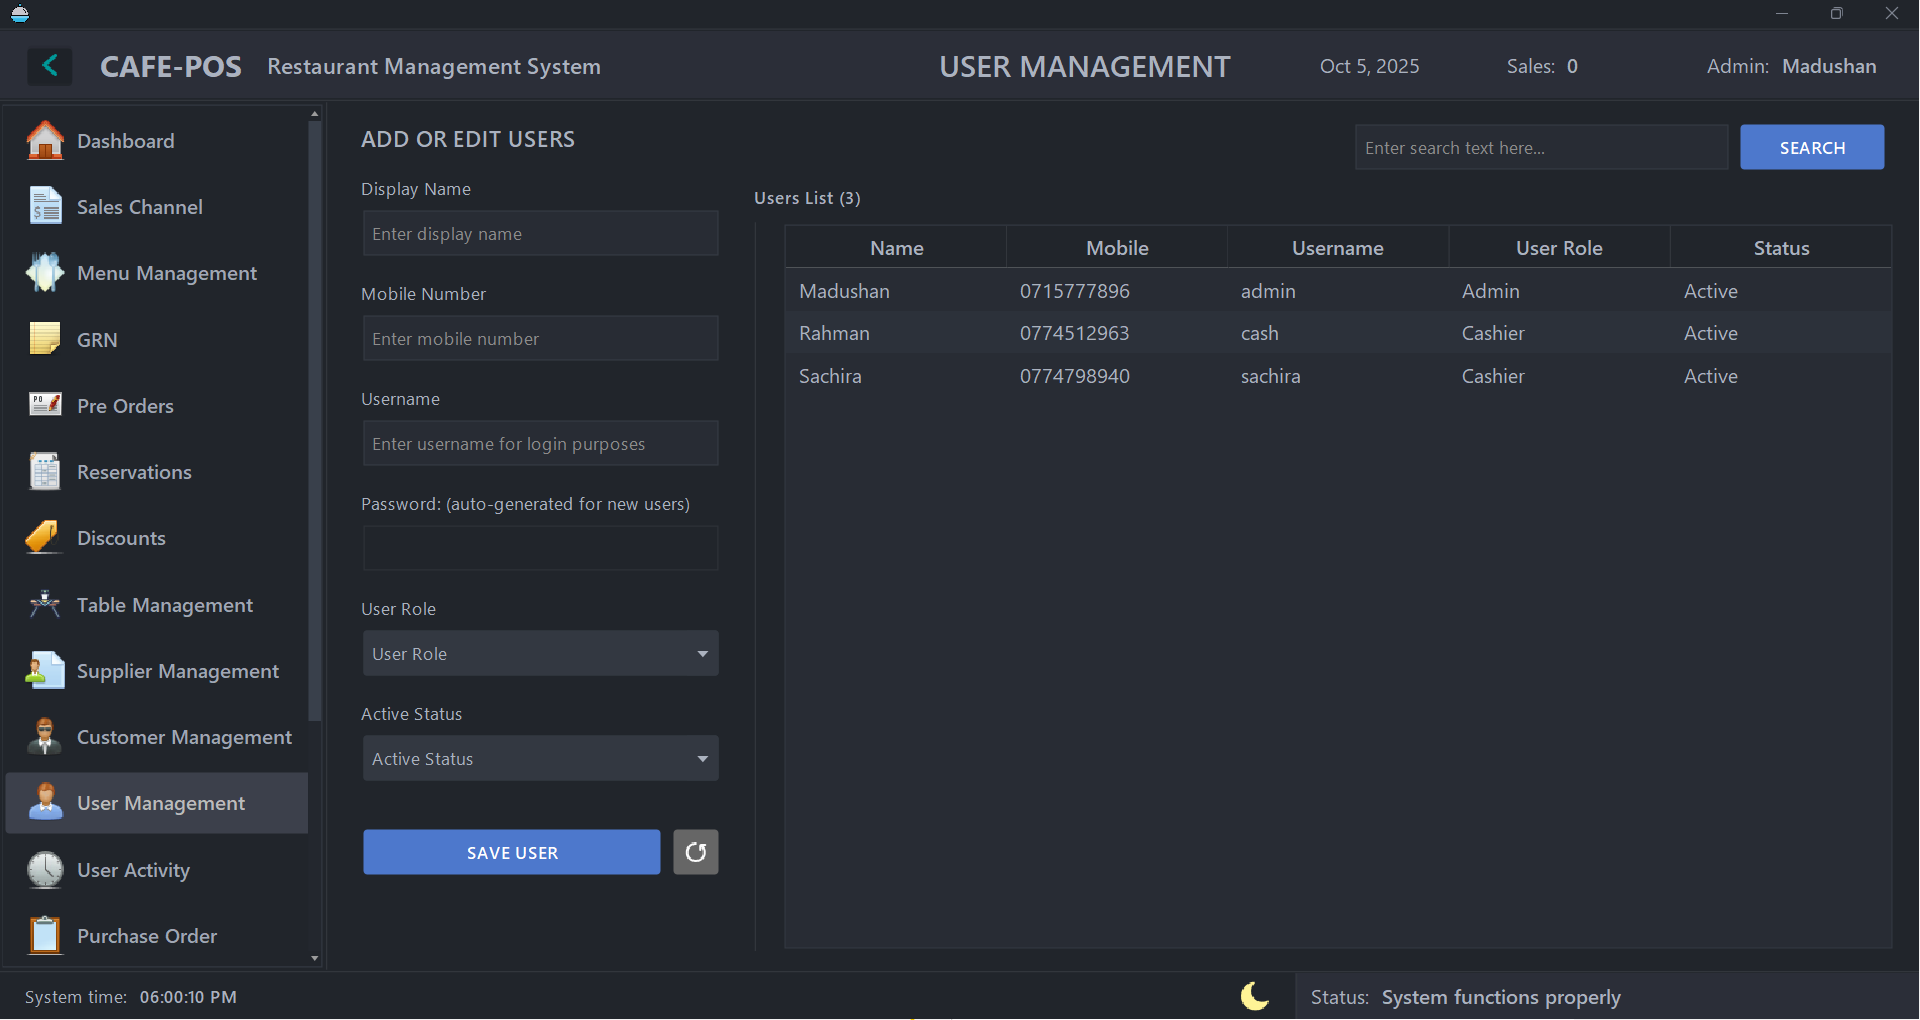 CAFE-POS Restaurant Management System USER MANAGEMENT Oct 5, 2025 Sales: 0 Admin: Madushan
Dashboard
Sales Channel
Menu Management
GRN
Pre Orders
Reservations
Discounts
Table Management
Supplier Management
Customer Management
User Management
User Activity
Purchase Order
ADD OR EDIT USERS
Display Name
Enter display name
Mobile Number
Enter mobile number
Username
Enter username for login purposes
Password: (auto-generated for new users)
User Role
User Role
Active Status
Active Status
SAVE USER
Enter search text here...
SEARCH
Users List (3)
Name Mobile Username User Role Status
Madushan 0715777896 admin Admin Active
Rahman 0774512963 cash Cashier Active
Sachira 0774798940 sachira Cashier Active
System time: 06:00:10 PM
Status: System functions properly